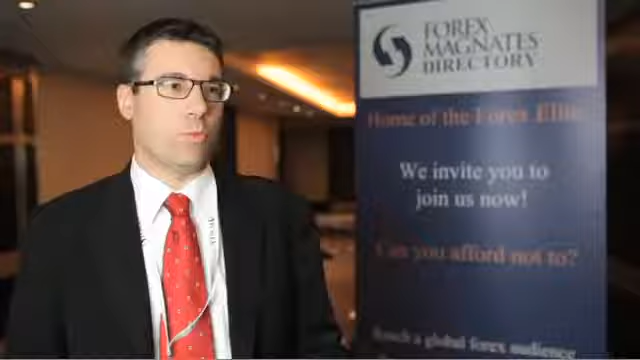 FOREX
MAGNATES
DIRECTORY
Home of the Forex Elite
We invite you to
join us now!
Can you afford not to?
Reach a global forex audience